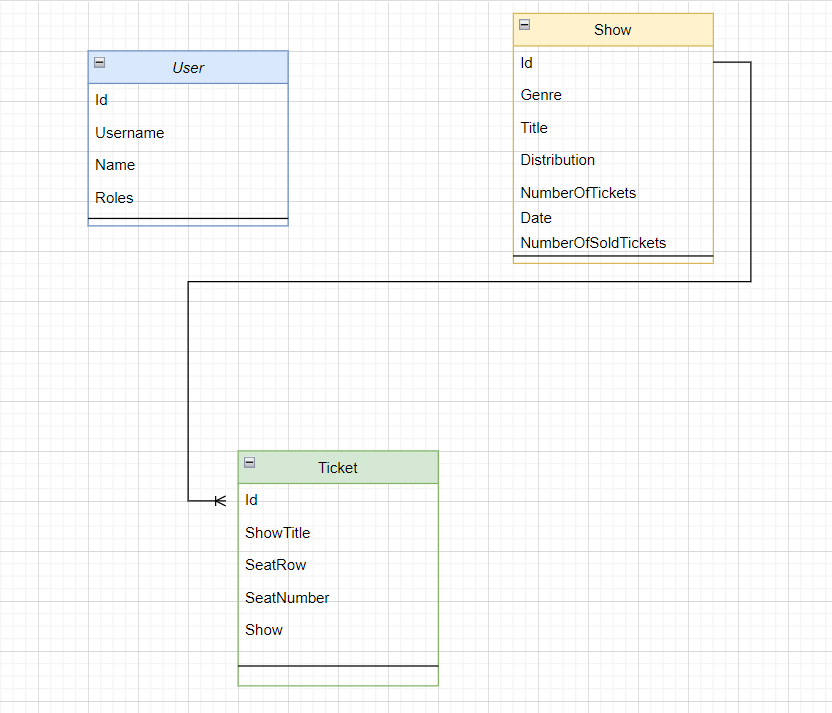 User
Id
Username
Name
Roles
Show
Id
Genre
Title
Distribution
NumberOfTickets
Date
NumberOfSoldTickets
Ticket
Id
ShowTitle
SeatRow
SeatNumber
Show